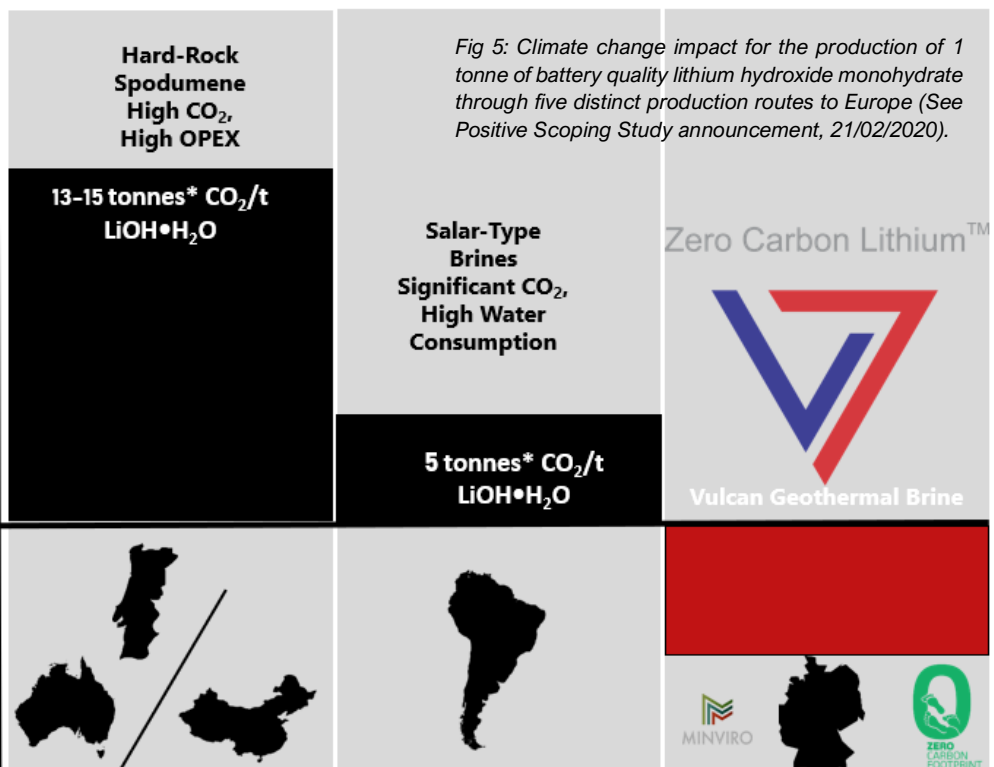 Hard-Rock
Spodumene
High CO₂,
High OPEX
13-15 tonnes* CO₂/t
LiOH•H₂O
Fig 5: Climate change impact for the production of 1
tonne of battery quality lithium hydroxide monohydrate
through five distinct production routes to Europe (See
Positive Scoping Study announcement, 21/02/2020).
Salar-Type
Brines
Significant CO₂,
High Water
Consumption
5 tonnes* CO₂/t
LiOH•H₂O
Zero Carbon Lithium™
Vulcan Geothermal Brine
MINVIRO
ZERO
CARBON
FOOTPRINT